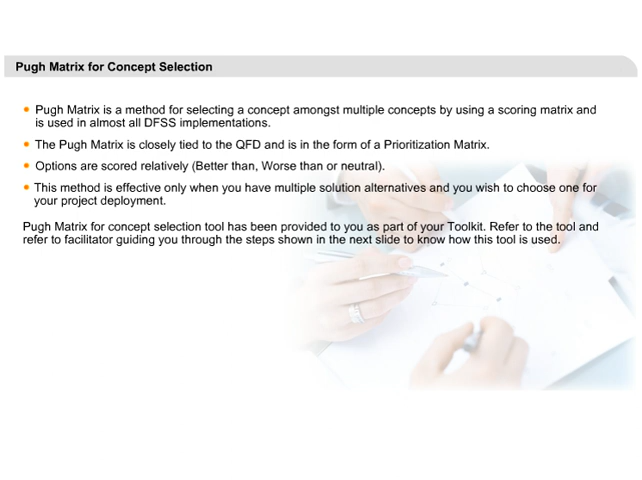 Pugh Matrix for Concept Selection
Pugh Matrix is a method for selecting a concept amongst multiple concepts by using a scoring matrix and
is used in almost all DFSS implementations.
The Pugh Matrix is closely tied to the QFD and is in the form of a Prioritization Matrix.
Options are scored relatively (Better than, Worse than or neutral).
This method is effective only when you have multiple solution alternatives and you wish to choose one for
your project deployment.
Pugh Matrix for concept selection tool has been provided to you as part of your Toolkit. Refer to the tool and
refer to facilitator guiding you through the steps shown in the next slide to know how this tool is used.